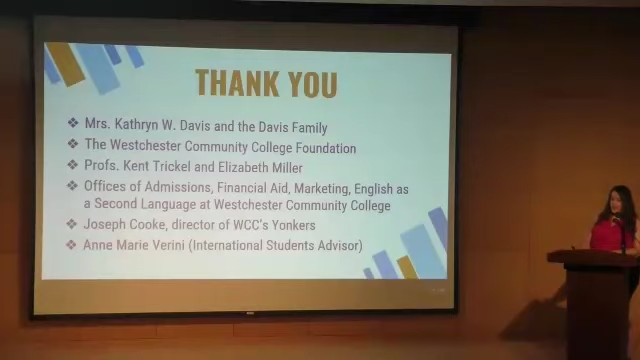 THANK YOU
❖ Mrs. Kathryn W. Davis and the Davis Family
❖ The Westchester Community College Foundation
❖ Profs. Kent Trickel and Elizabeth Miller
❖ Offices of Admissions, Financial Aid, Marketing, English as
a Second Language at Westchester Community College
❖ Joseph Cooke, director of WCC's Yonkers
❖ Anne Marie Verini (International Students Advisor)